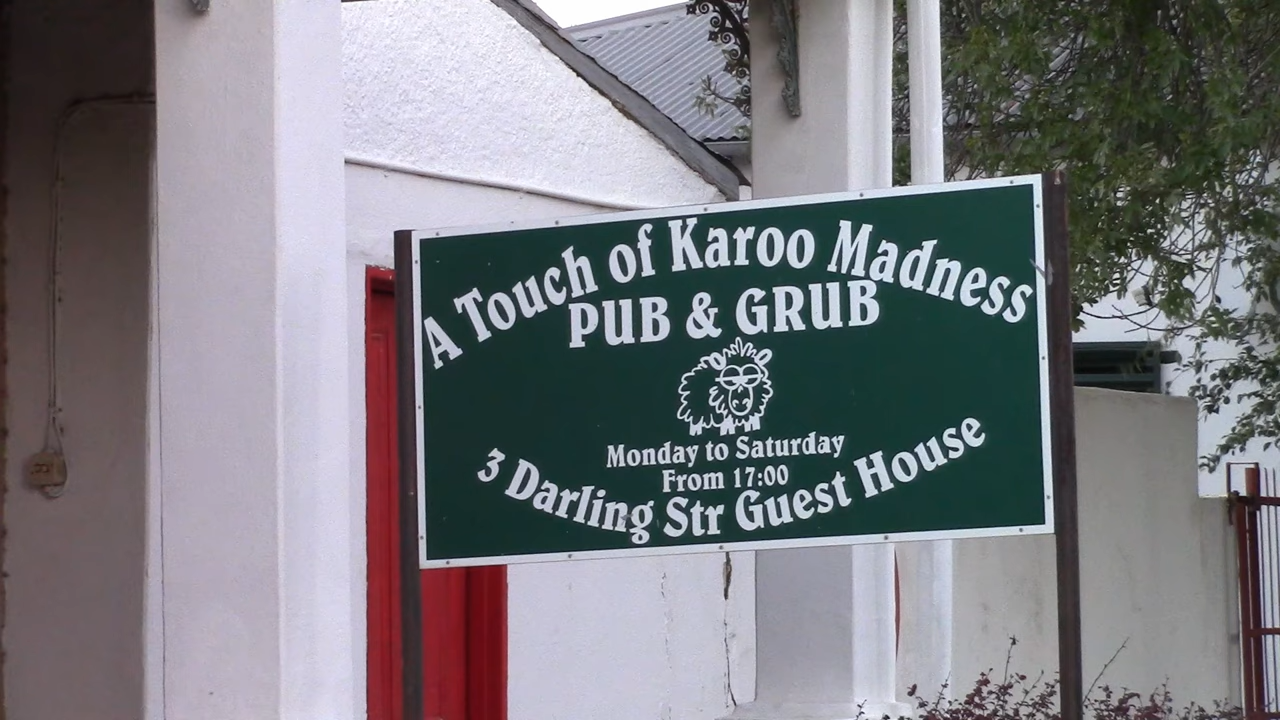 A Touch of Karoo Madness
PUB & GRUB
Monday to Saturday
From 17:00
3 Darling Str Guest House